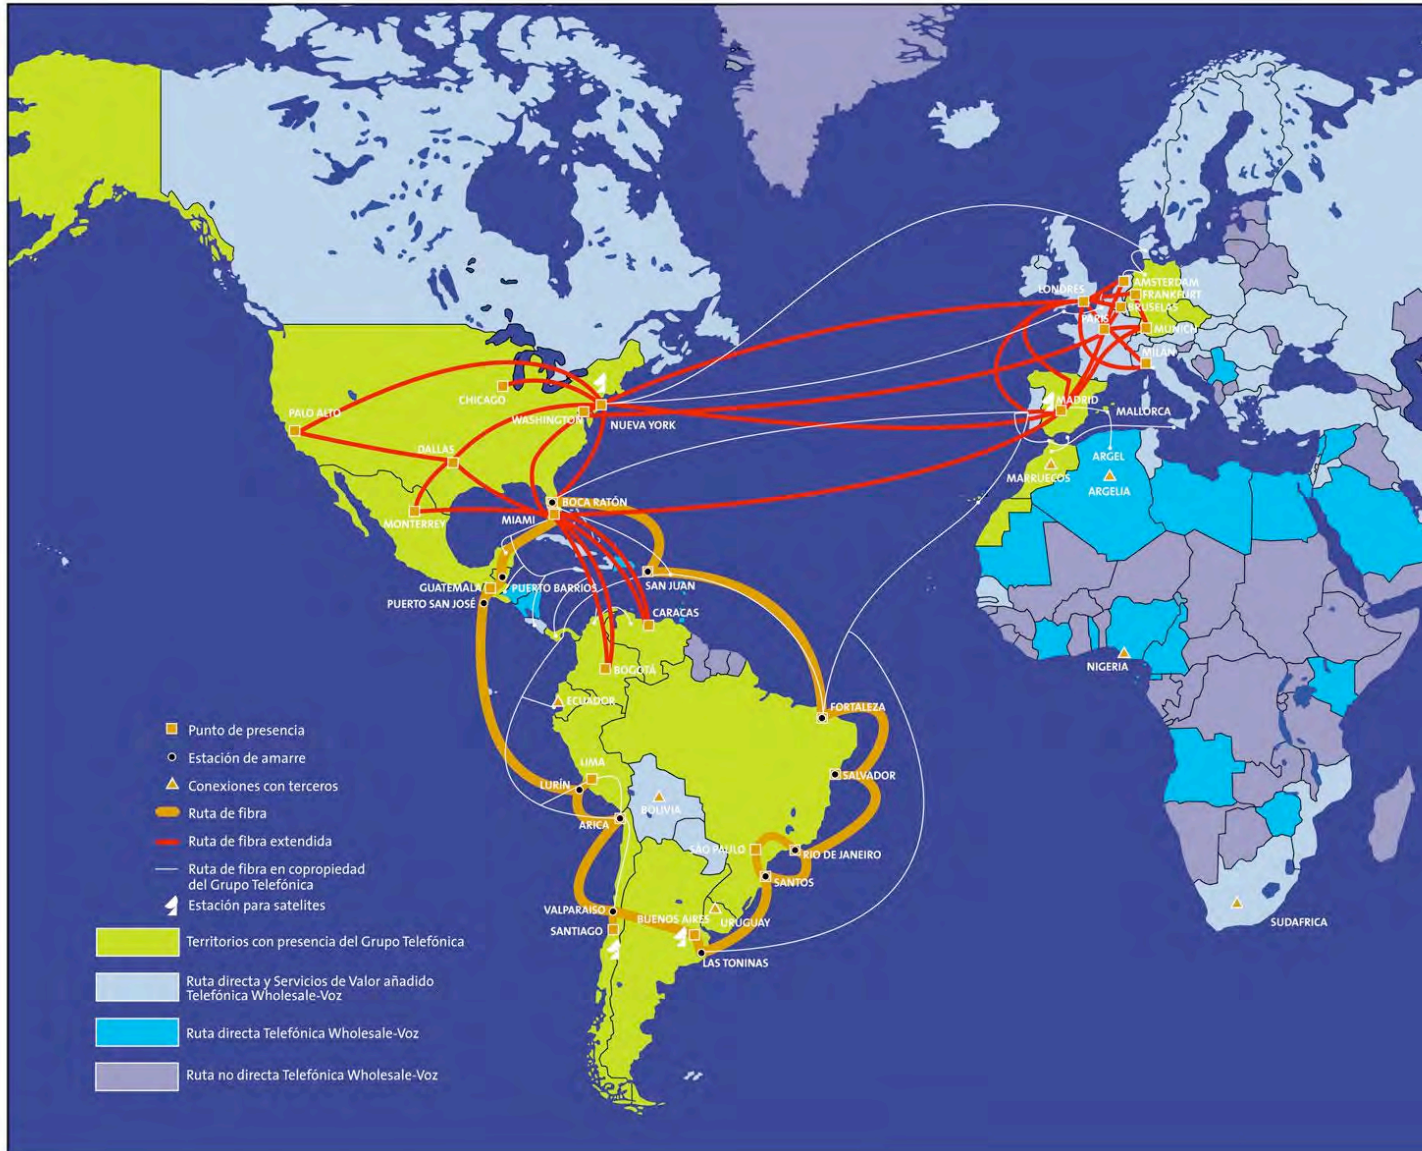 LONDRES
AMSTERDAM
FRANKFURT
BRUSELAS
PARIS
MUNICH
MILÁN
CHICAGO
MADRID
PALO ALTO
WASHINGTON
NUEVA YORK
MALLORCA
DALLAS
ARGEL
MARRUECOS
ARGELIA
BOCA RATÓN
MONTERREY
MIAMI
GUATEMALA
PUERTO BARRIOS
SAN JUAN
PUERTO SAN JOSÉ
CARACAS
BOGOTÁ
NIGERIA
ECUADOR
FORTALEZA
LIMA
SALVADOR
LURÍN
BOLIVIA
ARICA
SÃO PAULO
RIO DE JANEIRO
SANTOS
VALPARAISO
BUENOS AIRES
URUGUAY
SUDAFRICA
SANTIAGO
LAS TONINAS
Punto de presencia
Estación de amarre
Conexiones con terceros
Ruta de fibra
Ruta de fibra extendida
Ruta de fibra en copropiedad
del Grupo Telefónica
Estación para satelites
Territorios con presencia del Grupo Telefónica
Ruta directa y Servicios de Valor añadido
Telefónica Wholesale-Voz
Ruta directa Telefónica Wholesale-Voz
Ruta no directa Telefónica Wholesale-Voz